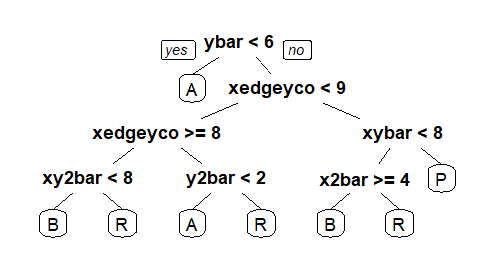 yes ybar < 6 no
A xedgeyco < 9
xedgeyco >= 8 xybar < 8
xy2bar < 8 y2bar < 2 x2bar >= 4 P
B R A R B R